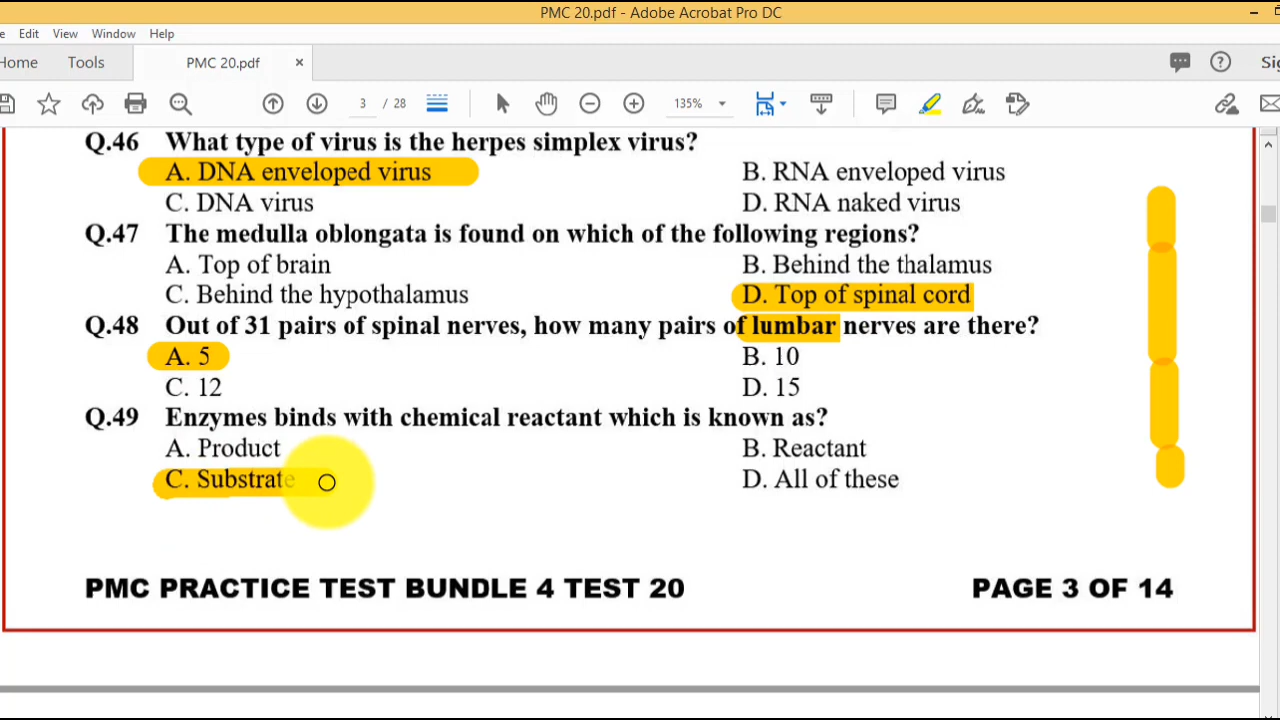 PMC 20.pdf - Adobe Acrobat Pro DC
Edit View Window Help
Home Tools PMC 20.pdf ×
3 / 28 135%
Q.46 What type of virus is the herpes simplex virus?
A. DNA enveloped virus B. RNA enveloped virus
C. DNA virus D. RNA naked virus
Q.47 The medulla oblongata is found on which of the following regions?
A. Top of brain B. Behind the thalamus
C. Behind the hypothalamus D. Top of spinal cord
Q.48 Out of 31 pairs of spinal nerves, how many pairs of lumbar nerves are there?
A. 5 B. 10
C. 12 D. 15
Q.49 Enzymes binds with chemical reactant which is known as?
A. Product B. Reactant
C. Substrate D. All of these
PMC PRACTICE TEST BUNDLE 4 TEST 20 PAGE 3 OF 14